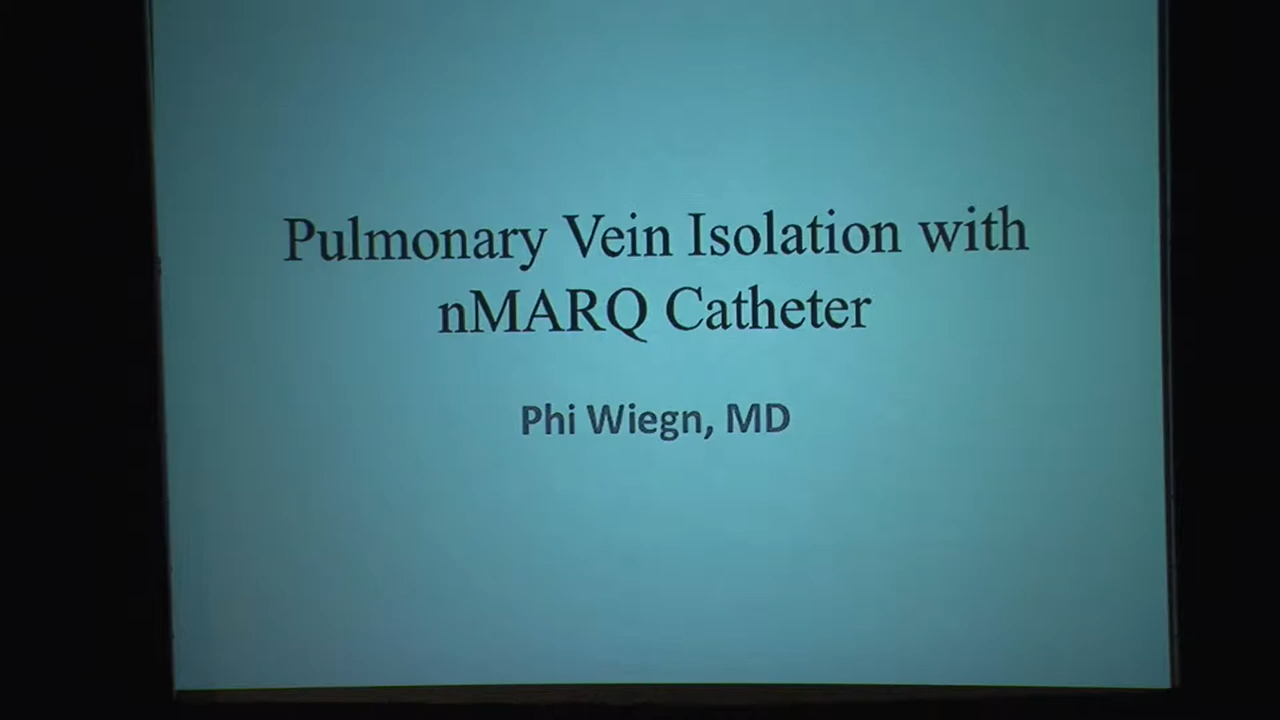 Pulmonary Vein Isolation with
nMARQ Catheter
Phi Wiegn, MD